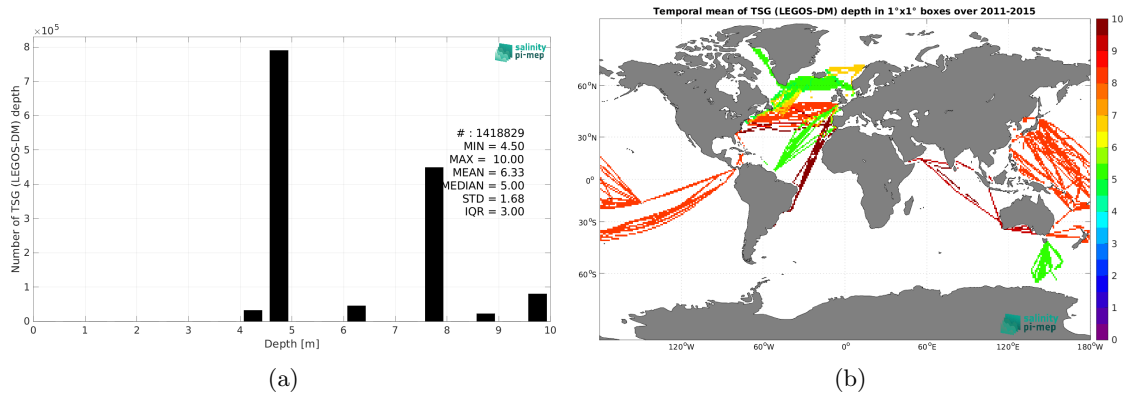 ×10⁵
8
7
6
5
4
3
2
1
0
Number of TSG (LEGOS-DM) depth
salinity
pi-mep
# : 1418829
MIN = 4.50
MAX = 10.00
MEAN = 6.33
MEDIAN = 5.00
STD = 1.68
IQR = 3.00
0 1 2 3 4 5 6 7 8 9 10
Depth [m]
(a)
Temporal mean of TSG (LEGOS-DM) depth in 1°x1° boxes over 2011-2015
60°N
30°N
0°
30°S
60°S
120°W 60°W 0° 60°E 120°E 180°W
salinity
pi-mep
10
9
8
7
6
5
4
3
2
1
0
(b)